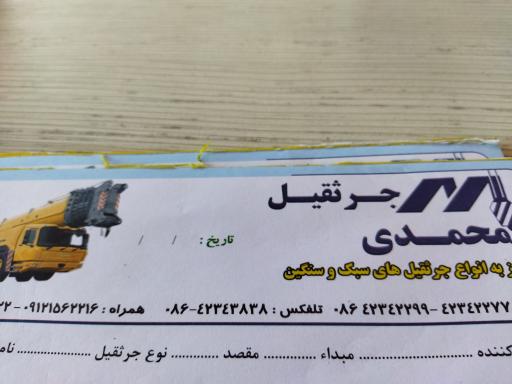 جرثقیل
محمدی
تاریخ : / /
به انواع جرثقیل های سبک و سنگین
۴۲۳۴۲۲۷۷ - ۰۸۶ ۴۲۳۴۲۲۹۹ تلفکس : ۴۲۳۴۳۸۳۸-۰۸۶ همراه : ۰۹۱۲۱۵۶۲۲۱۶
کننده ........................ مبداء .................. مقصد ............ نوع جرثقیل ..................